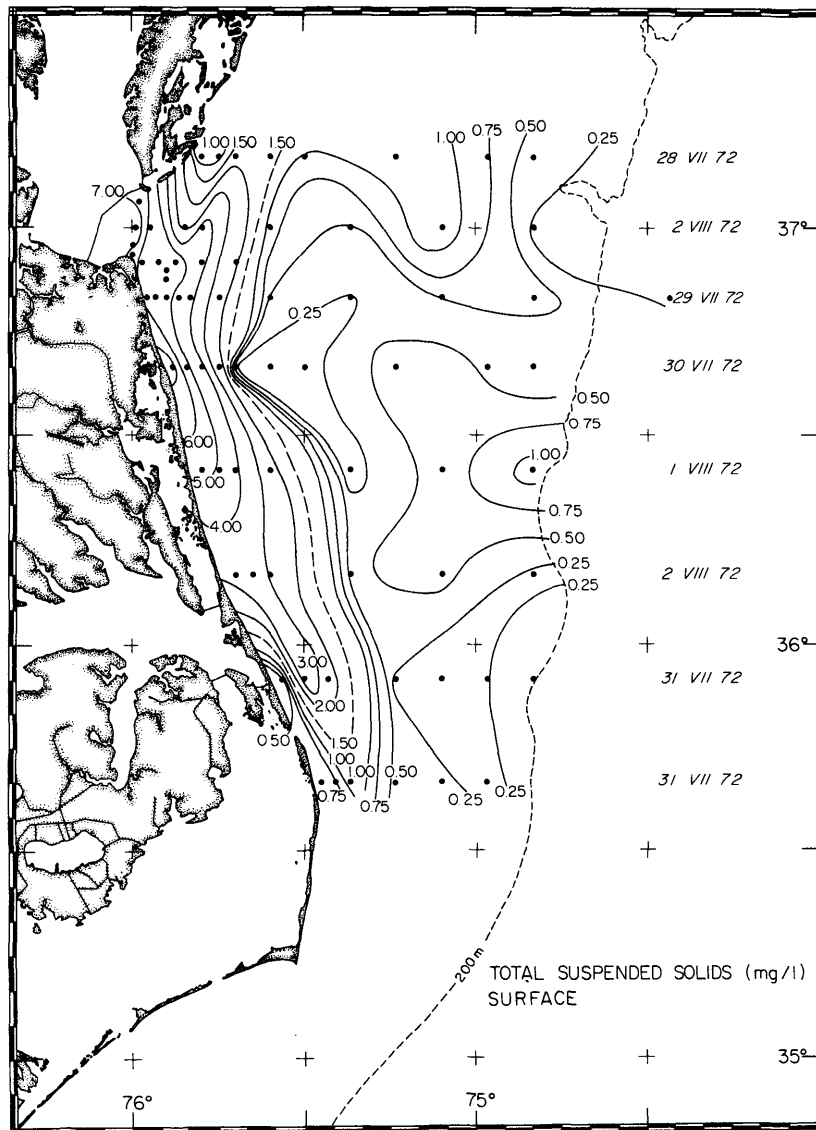 1.00 1.50 1.50 1.00 0.75 0.50 0.25
28 VII 72
7.00
2 VIII 72 37°
29 VII 72
0.25
30 VII 72
0.50
0.75
6.00
1.00
1 VIII 72
5.00
0.75
4.00
0.50
0.25
0.25
2 VIII 72
36°
3.00
31 VII 72
2.00
0.50
1.50
1.00
1.00 0.50
31 VII 72
0.75 0.75 0.25 0.25
200m
TOTAL SUSPENDED SOLIDS (mg/l)
SURFACE
35°
76° 75°